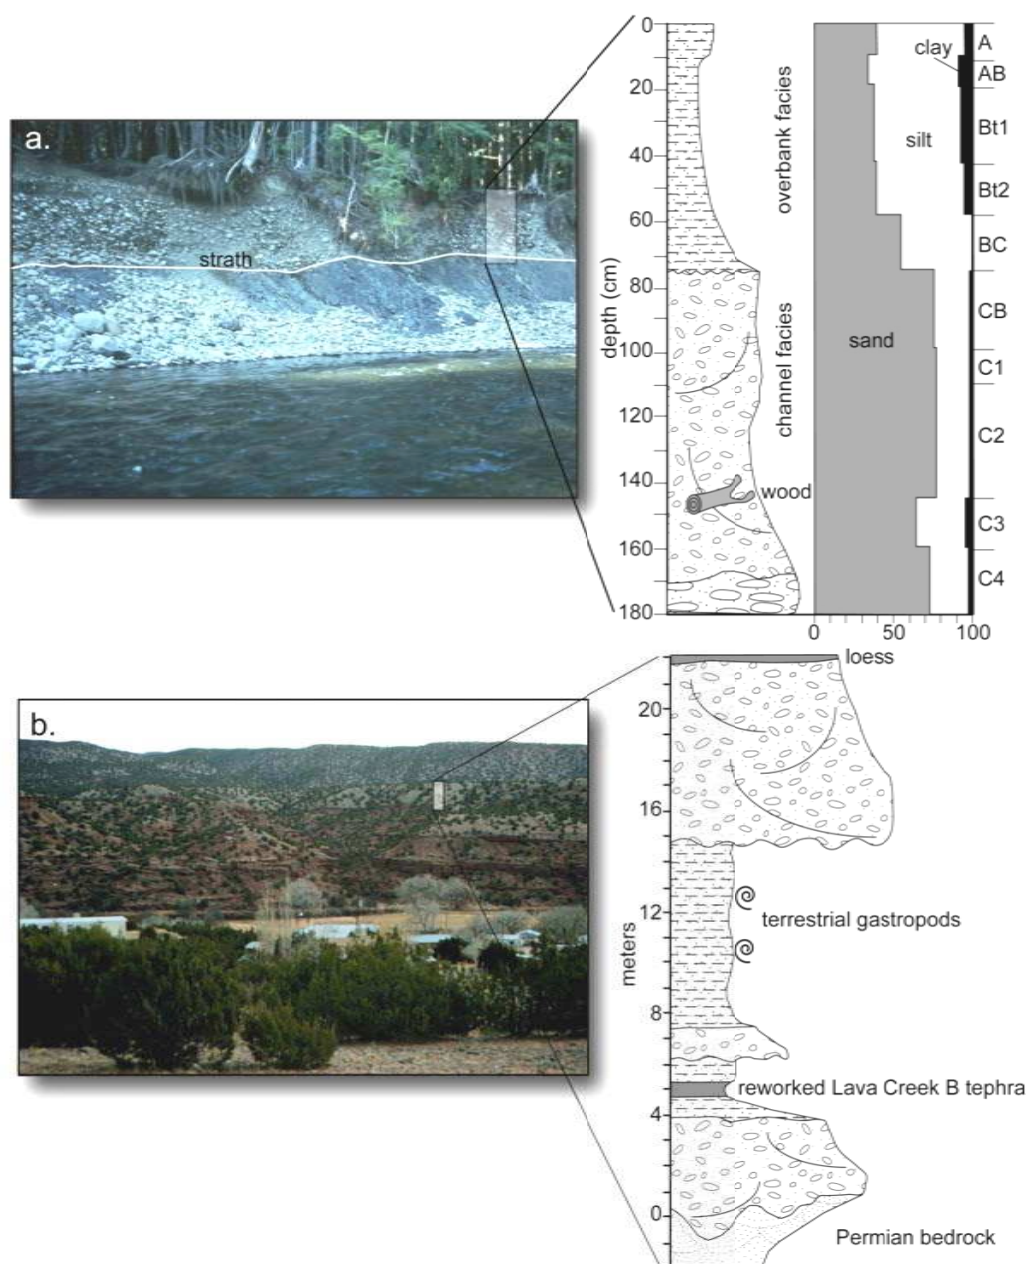 a.
strath
0
20
40
60
80
100
120
140
160
180
depth (cm)
overbank facies
channel facies
wood
clay
silt
sand
A
AB
Bt1
Bt2
BC
CB
C1
C2
C3
C4
0 50 100
b.
loess
20
16
12
8
4
0
meters
terrestrial gastropods
reworked Lava Creek B tephra
Permian bedrock